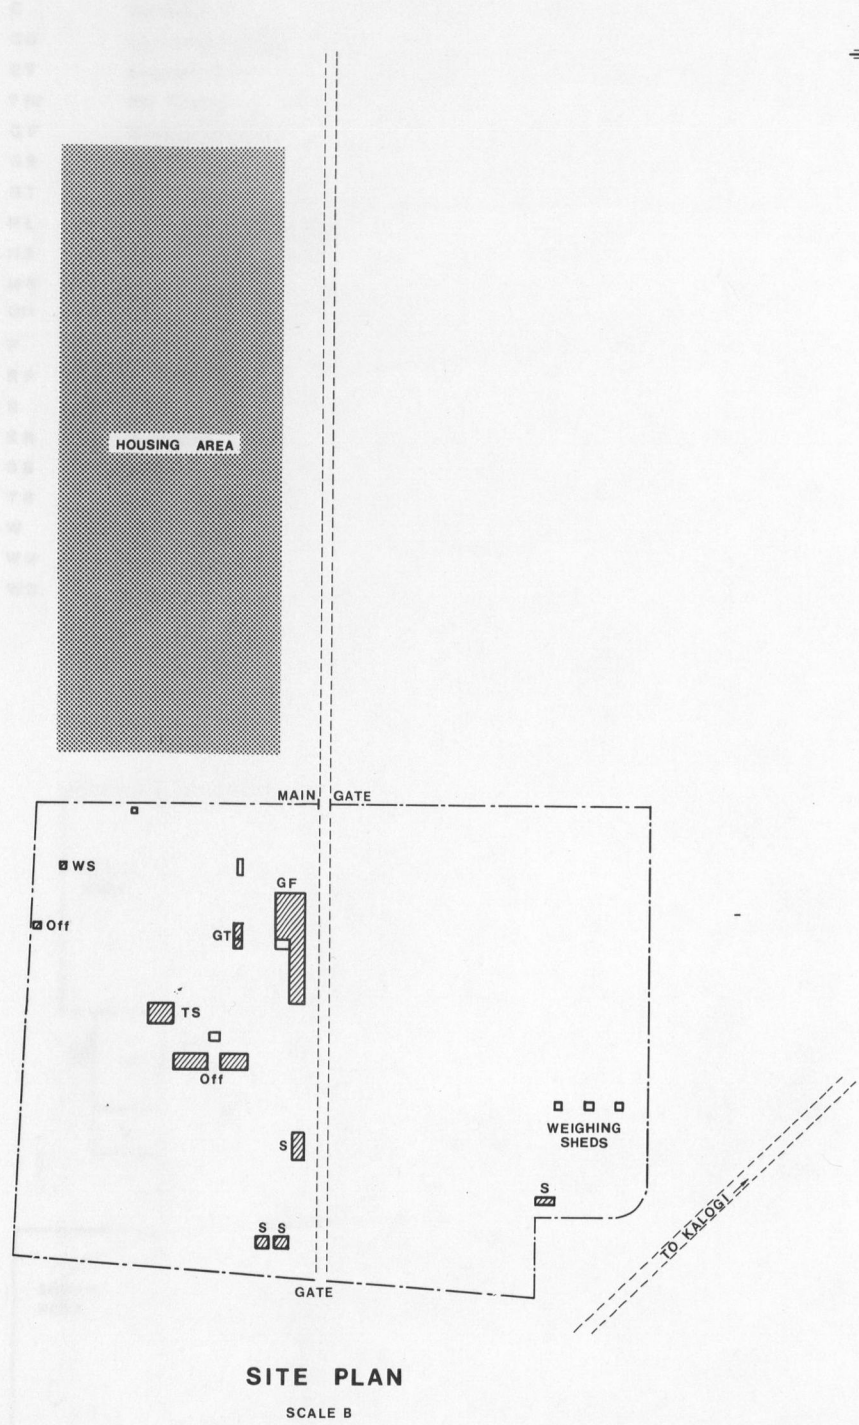 HOUSING AREA
MAIN GATE
WS
GF
Off
GT
TS
Off
WEIGHING
SHEDS
S
S
S S
TO KALOGI
GATE
SITE PLAN
SCALE B